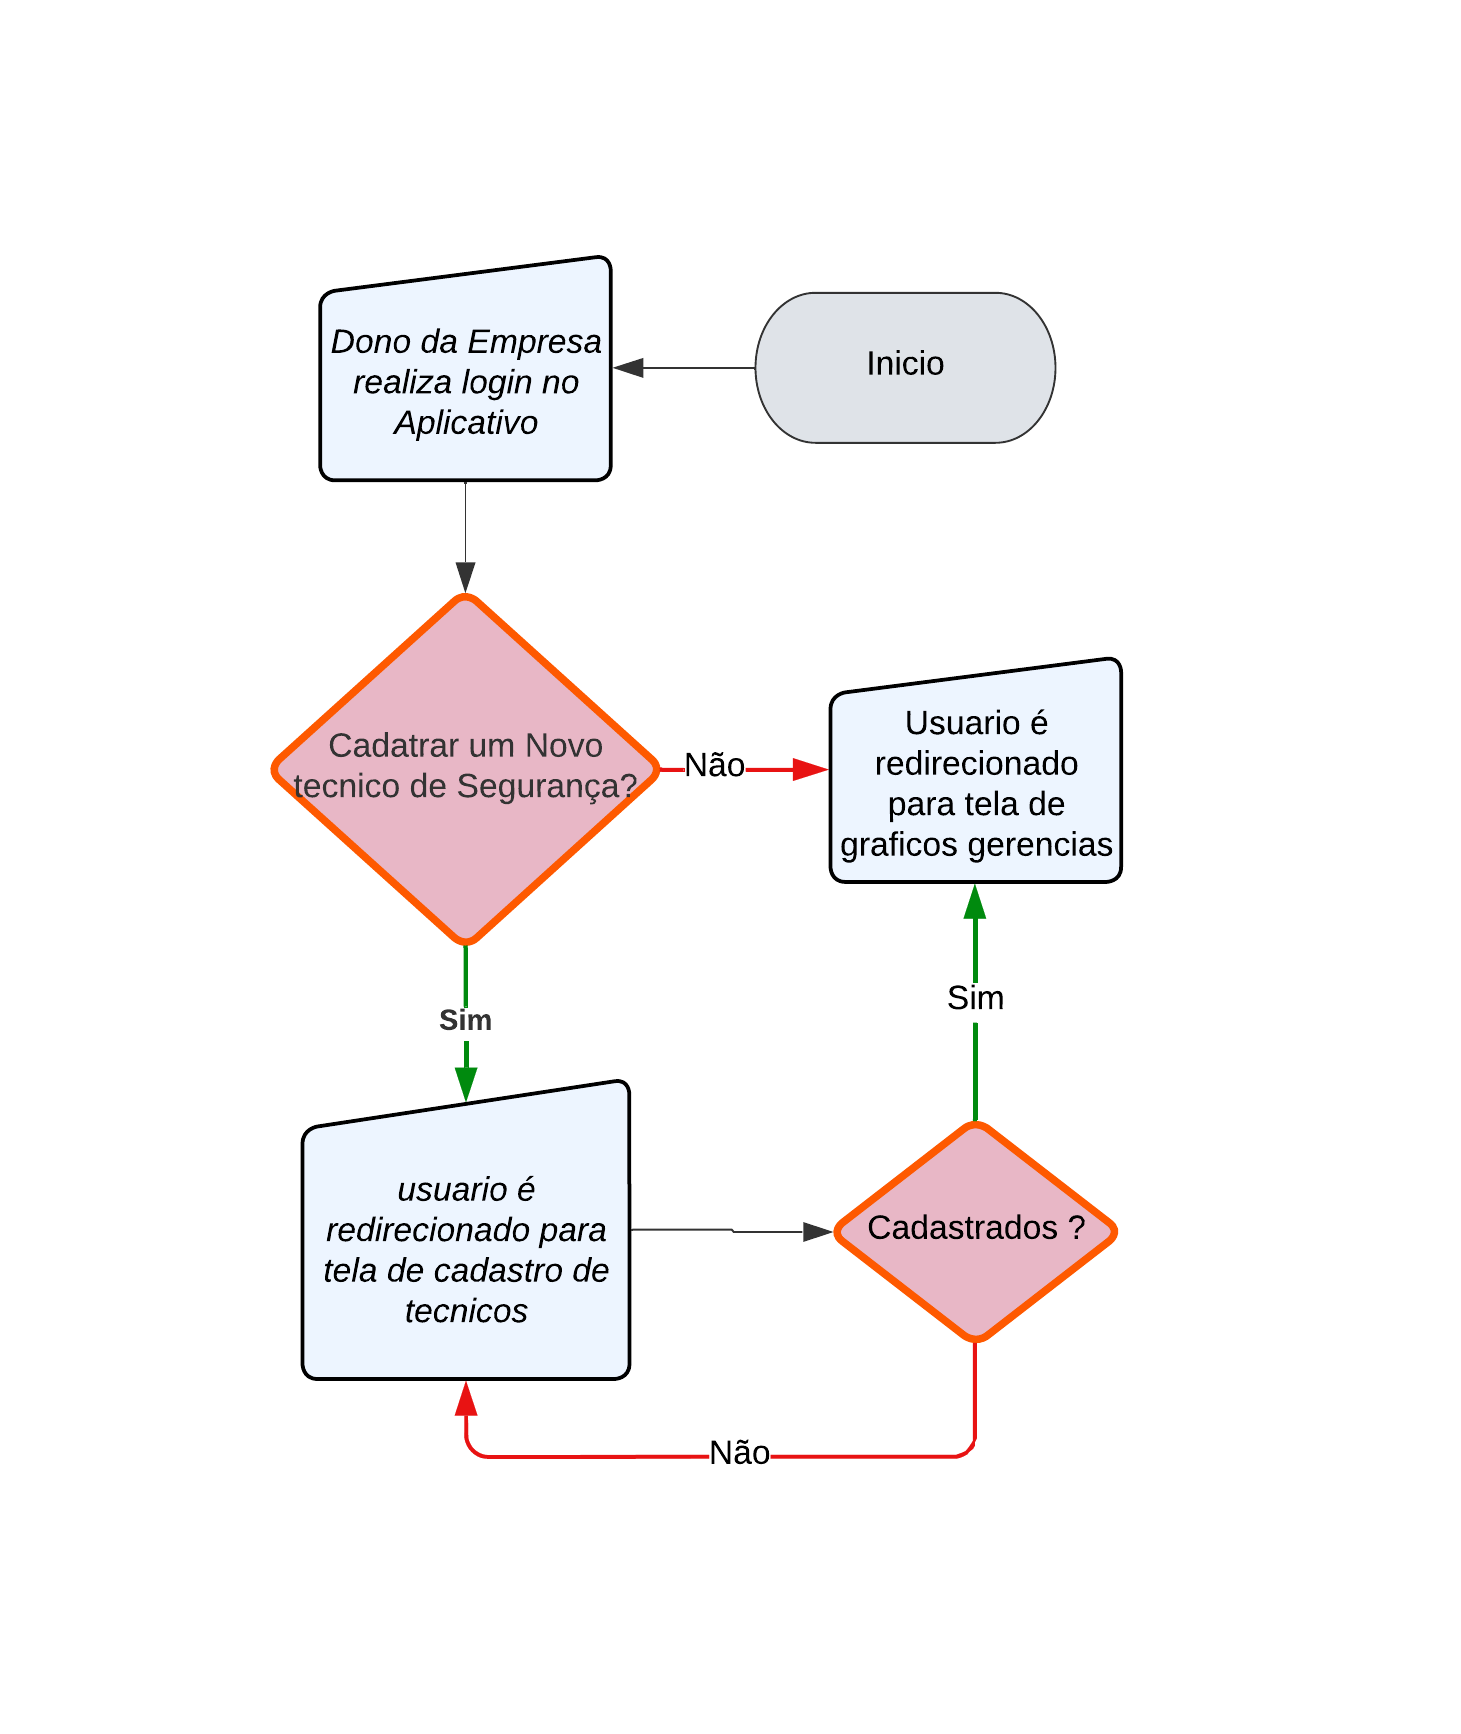 Inicio
Dono da Empresa
realiza login no
Aplicativo
Cadatrar um Novo
tecnico de Segurança?
Não
Usuario é
redirecionado
para tela de
graficos gerencias
Sim
Sim
usuario é
redirecionado para
tela de cadastro de
tecnicos
Cadastrados ?
Não